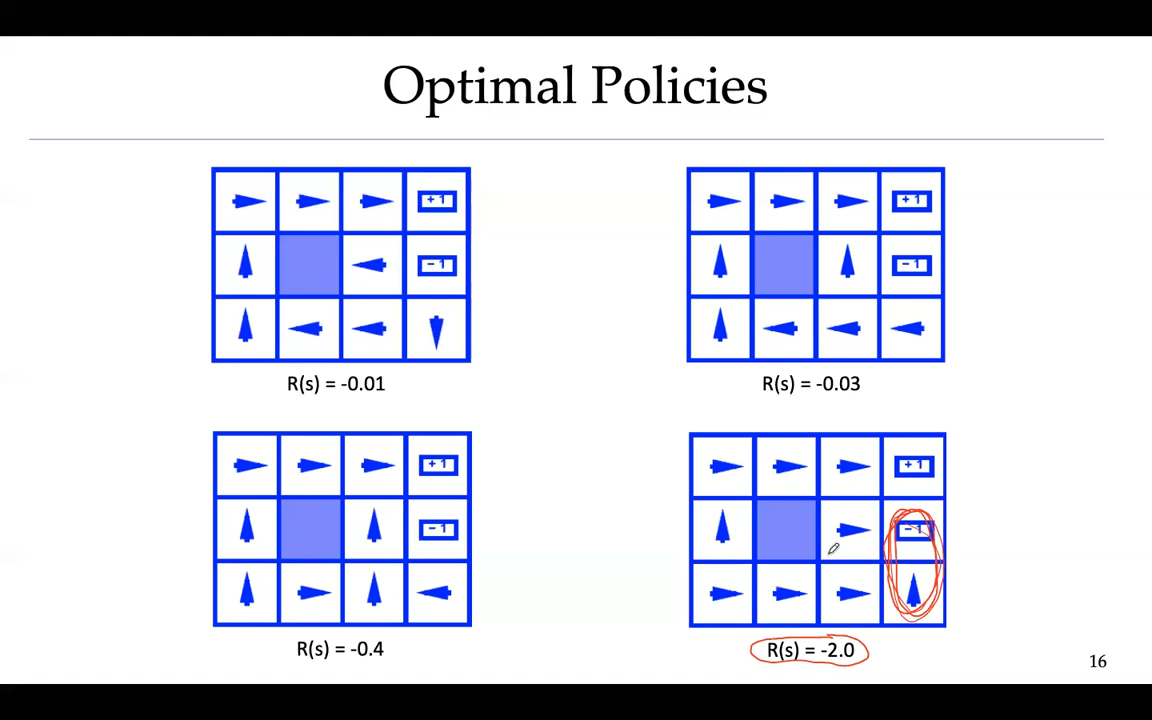 Optimal Policies
+1
-1
R(s) = -0.01
+1
-1
R(s) = -0.03
+1
-1
R(s) = -0.4
+1
-1
R(s) = -2.0
16